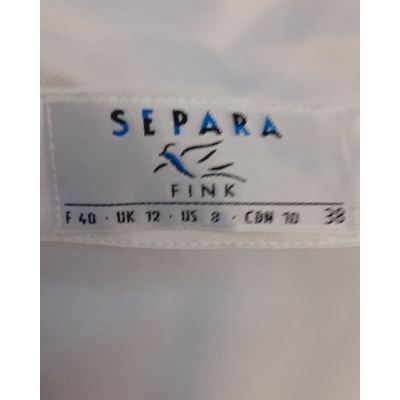 SEPARA
FINK
F 40 · UK 12 · US 8 · CDN 10 38